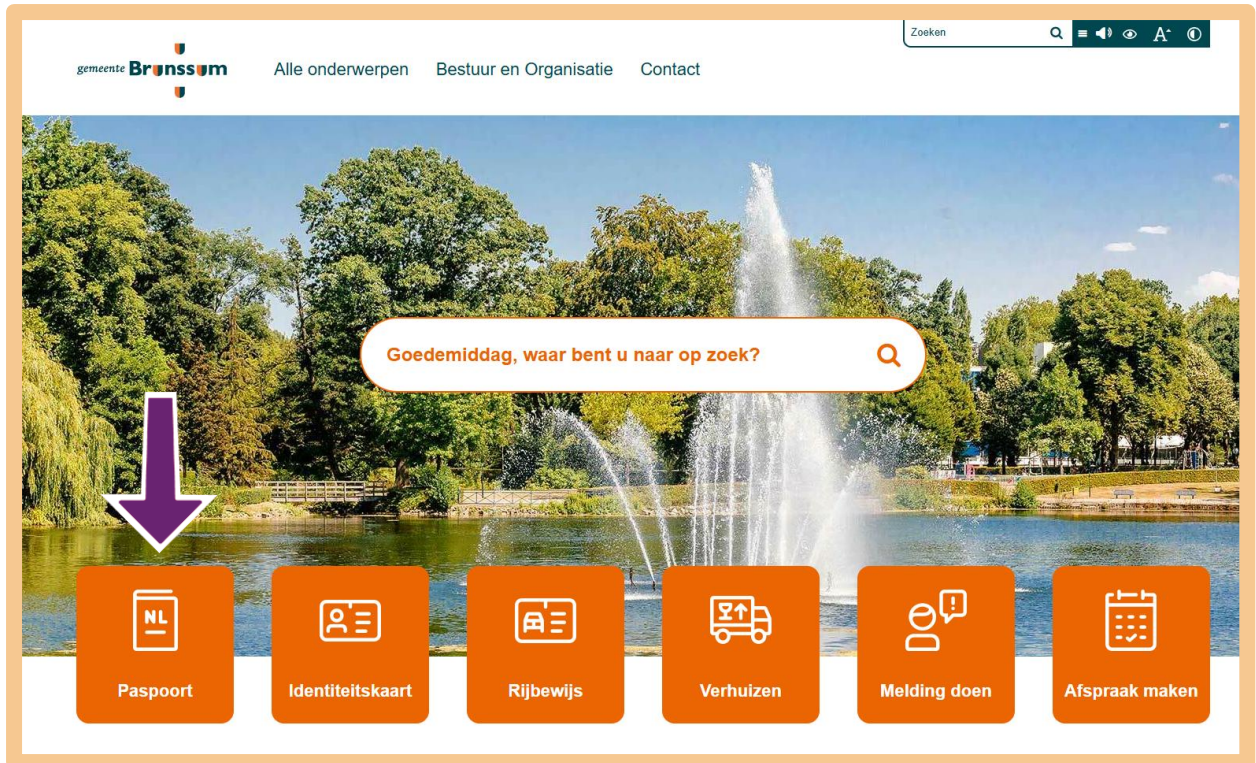 Zoeken
A
gemeente Brunssum
Alle onderwerpen
Bestuur en Organisatie
Contact
Goedemiddag, waar bent u naar op zoek?
NL
Paspoort
Identiteitskaart
Rijbewijs
Verhuizen
Melding doen
Afspraak maken